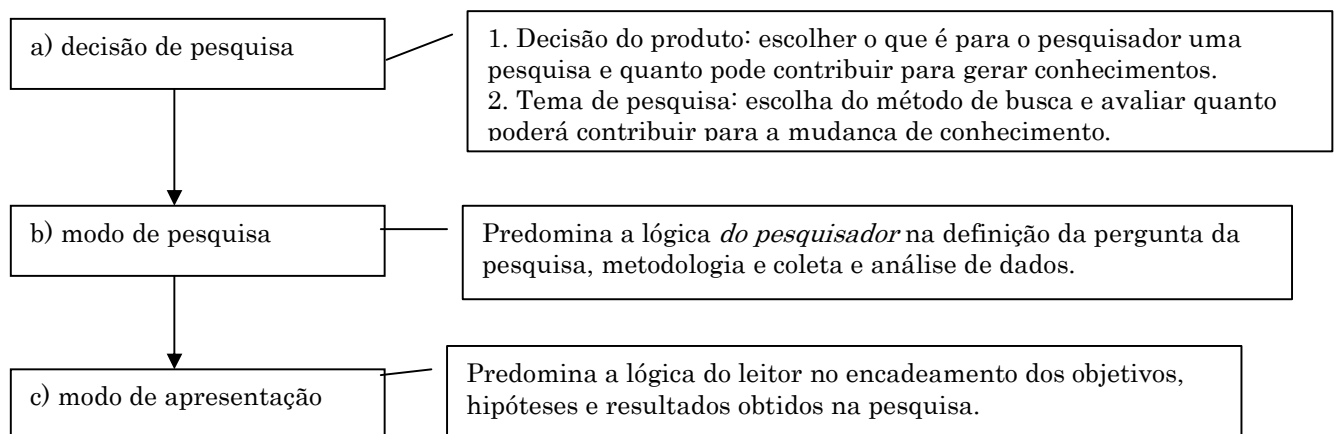 a) decisão de pesquisa
1. Decisão do produto: escolher o que é para o pesquisador uma
pesquisa e quanto pode contribuir para gerar conhecimentos.
2. Tema de pesquisa: escolha do método de busca e avaliar quanto
poderá contribuir para a mudança de conhecimento.
b) modo de pesquisa
Predomina a lógica do pesquisador na definição da pergunta da
pesquisa, metodologia e coleta e análise de dados.
c) modo de apresentação
Predomina a lógica do leitor no encadeamento dos objetivos,
hipóteses e resultados obtidos na pesquisa.